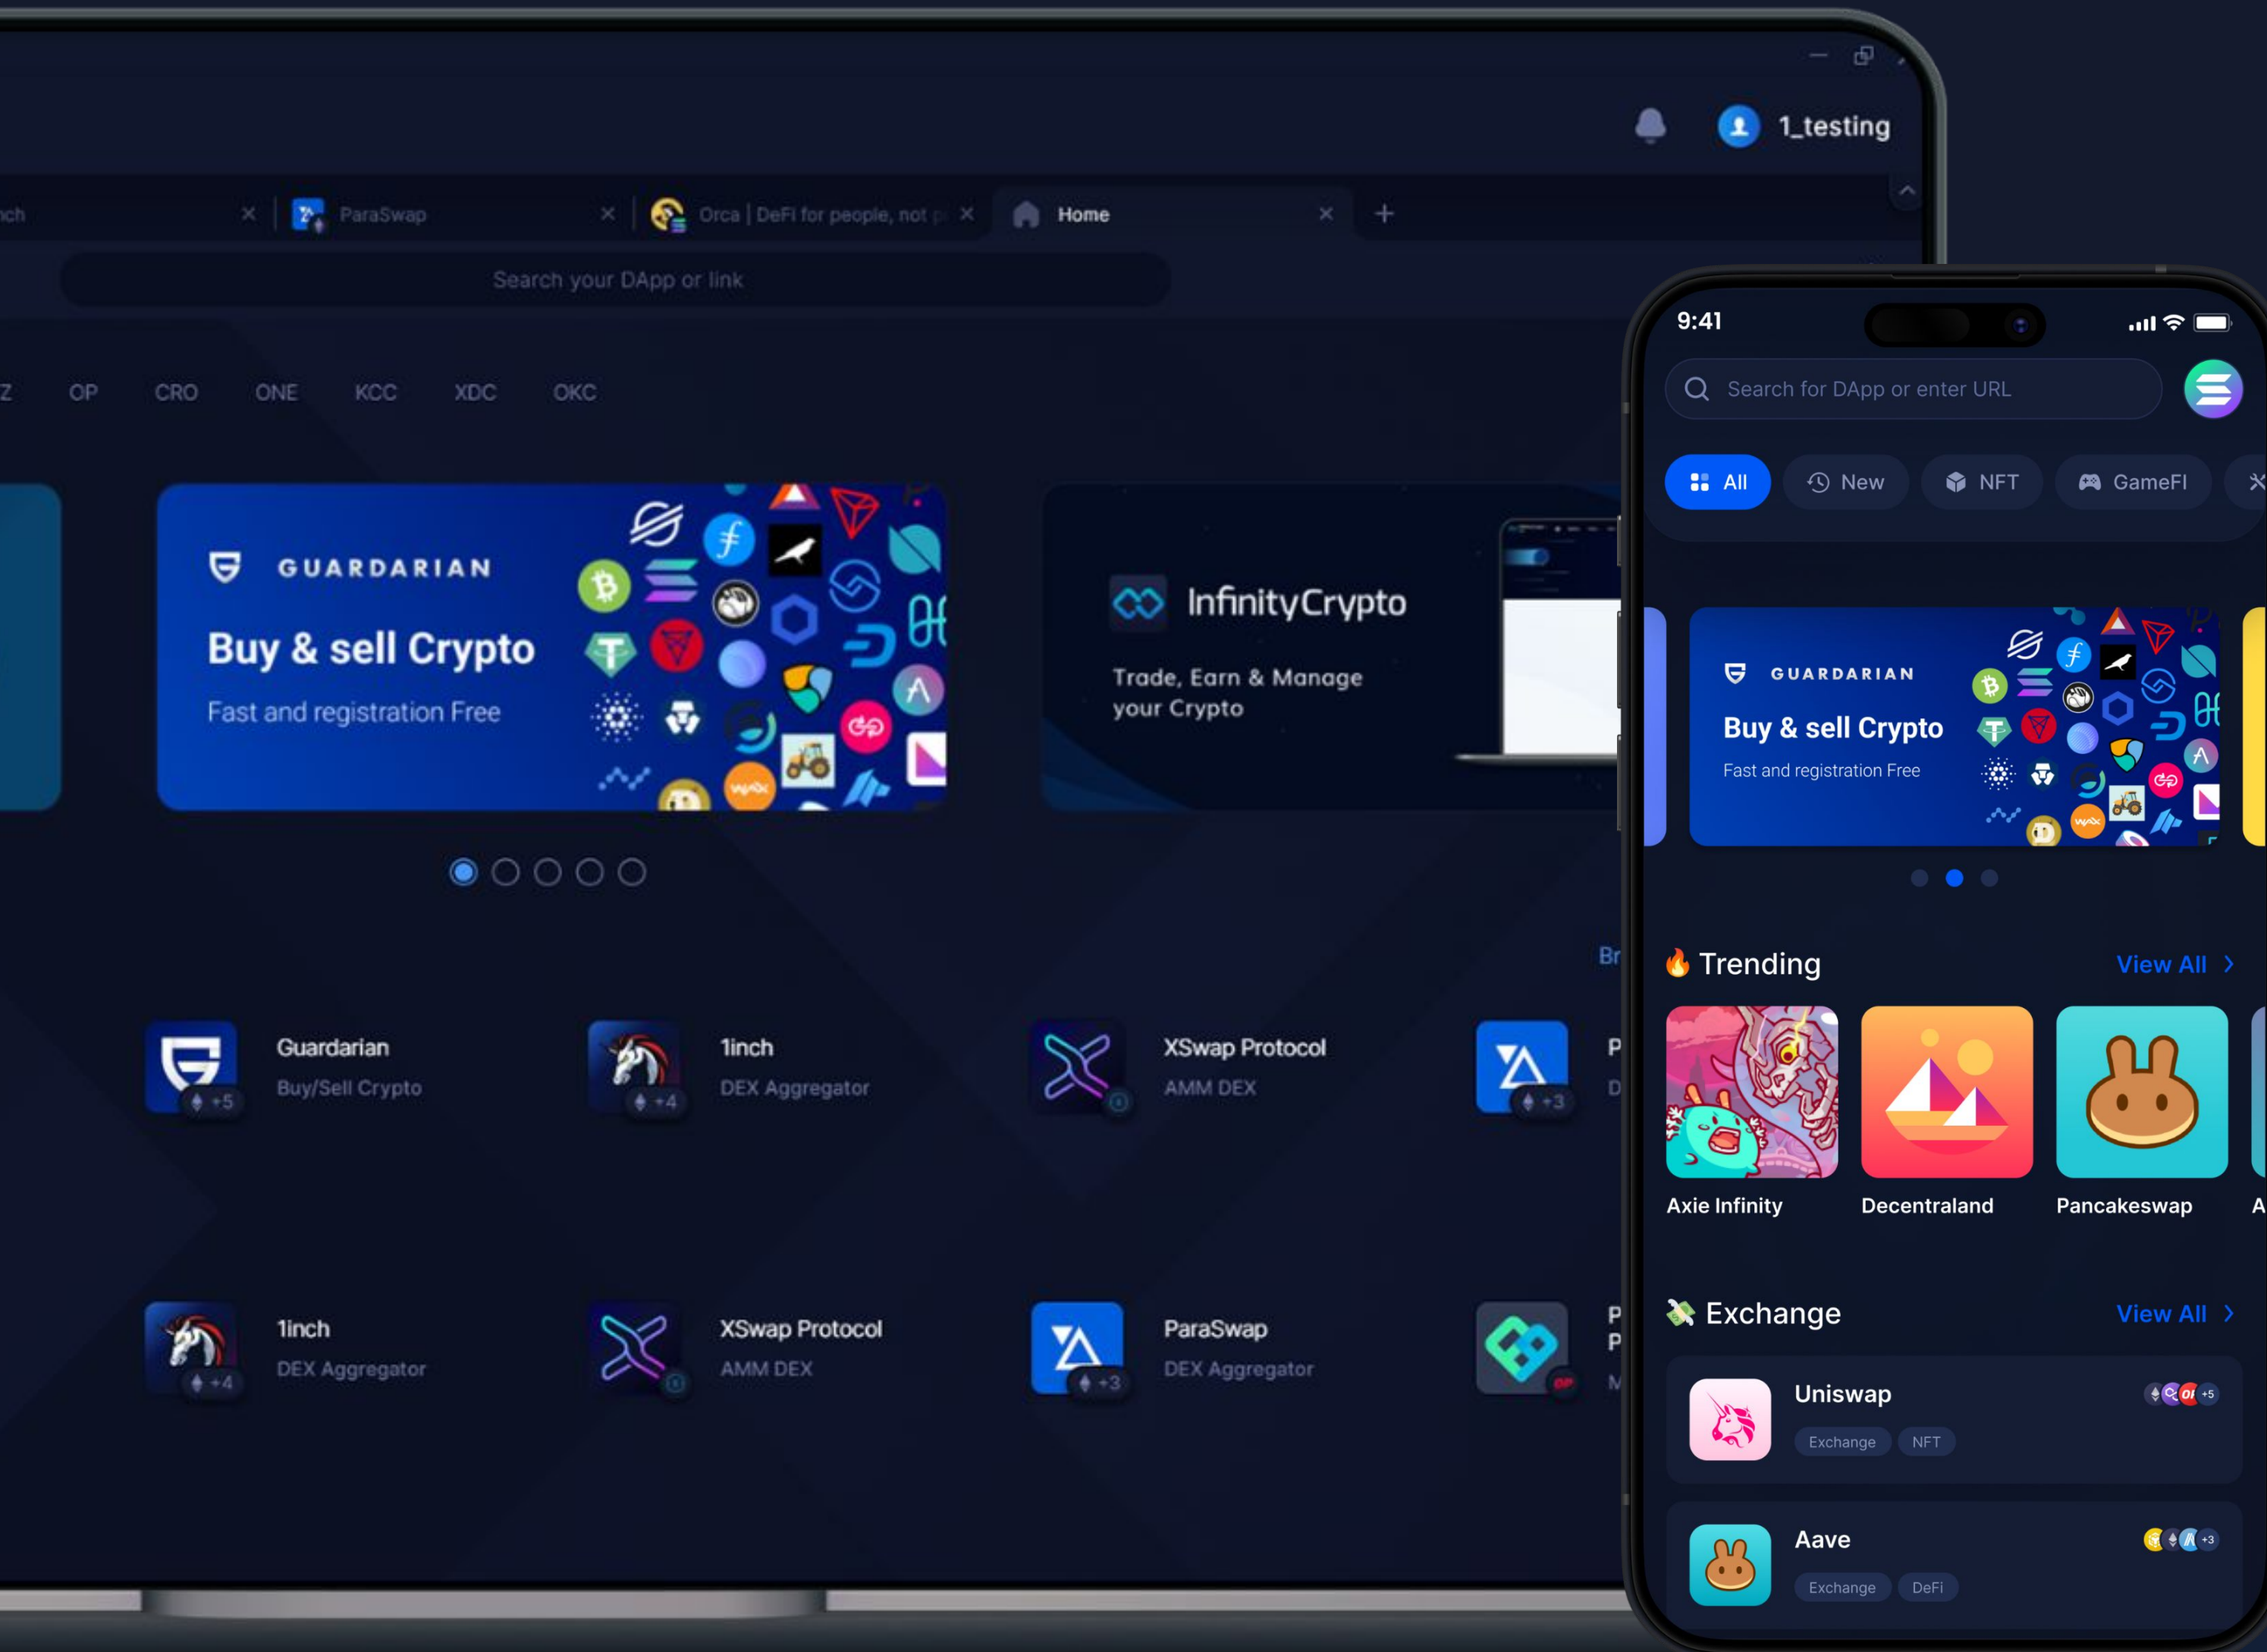 1_testing
ParaSwap
Orca | DeFi for people, not
Home
Search your DApp or link
OP CRO ONE KCC XDC OKC
GUARDARIAN
Buy & sell Crypto
Fast and registration Free
InfinityCrypto
Trade, Earn & Manage
your Crypto
Guardarian
Buy/Sell Crypto
+5
1inch
DEX Aggregator
+4
XSwap Protocol
AMM DEX
+3
1inch
DEX Aggregator
+4
XSwap Protocol
AMM DEX
ParaSwap
DEX Aggregator
+3
OP
9:41
Search for DApp or enter URL
All New NFT GameFI
GUARDARIAN
Buy & sell Crypto
Fast and registration Free
Trending View All
Axie Infinity Decentraland Pancakeswap
Exchange View All
Uniswap
+5
Exchange NFT
Aave
+3
Exchange DeFi